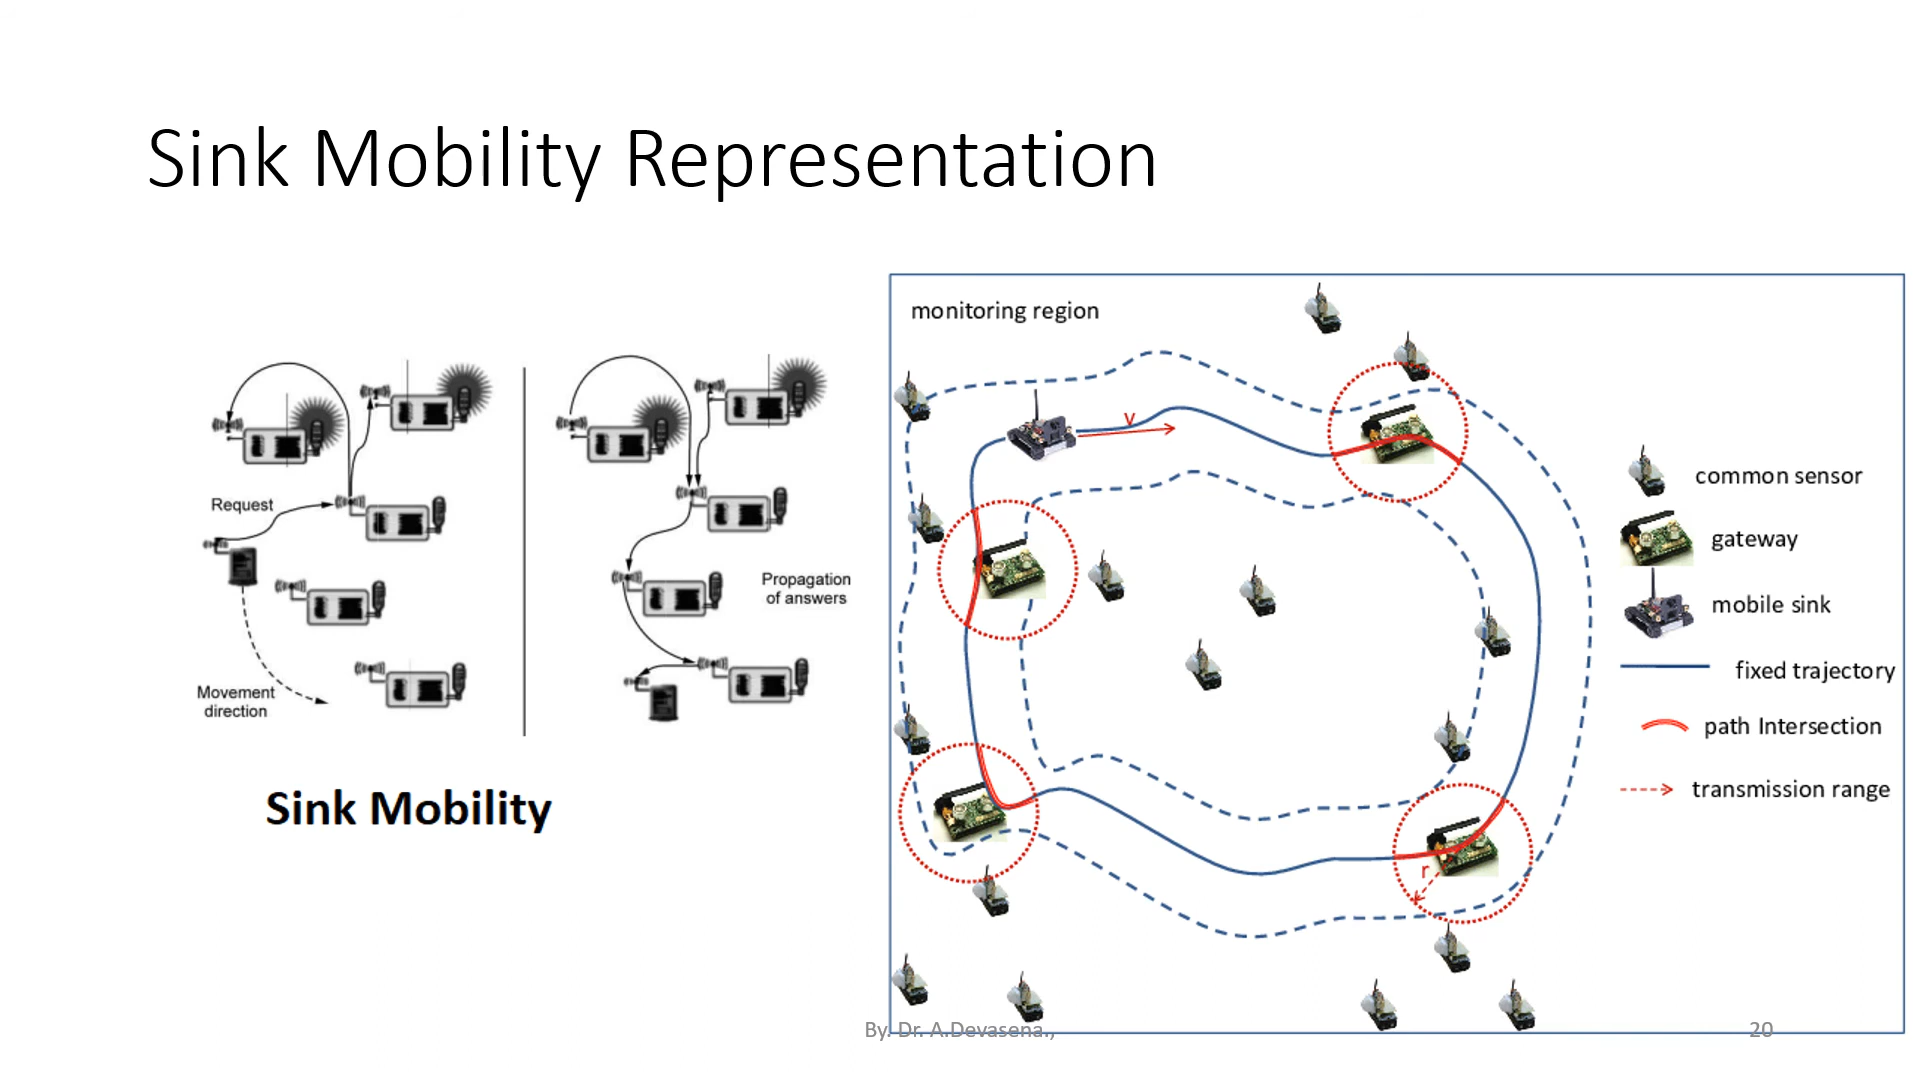 Sink Mobility Representation
Request
Movement
direction
Propagation
of answers
Sink Mobility
monitoring region
v
r
common sensor
gateway
mobile sink
fixed trajectory
path Intersection
transmission range
By. Dr. A.Devasena.,
20